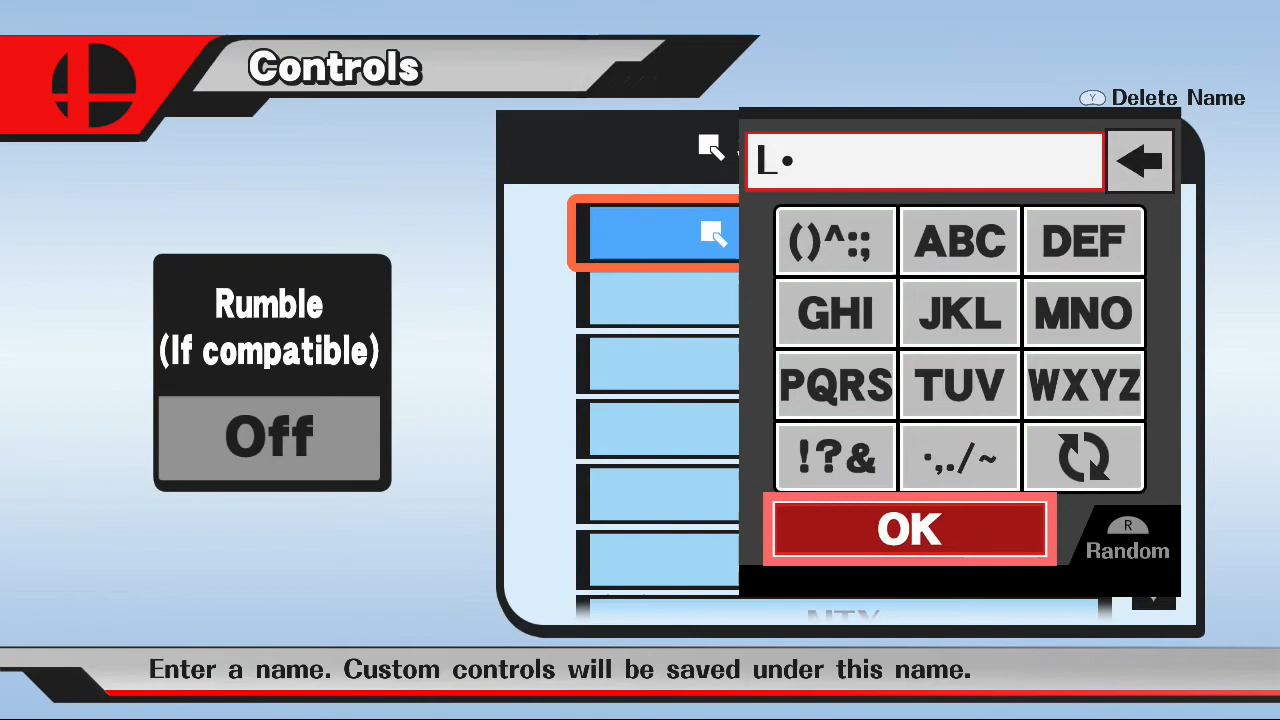 Controls
Y Delete Name
L•
()^:;
ABC
DEF
GHI
JKL
MNO
PQRS
TUV
WXYZ
!?&
·,./~
OK
R
Random
Rumble
(If compatible)
Off
Enter a name. Custom controls will be saved under this name.